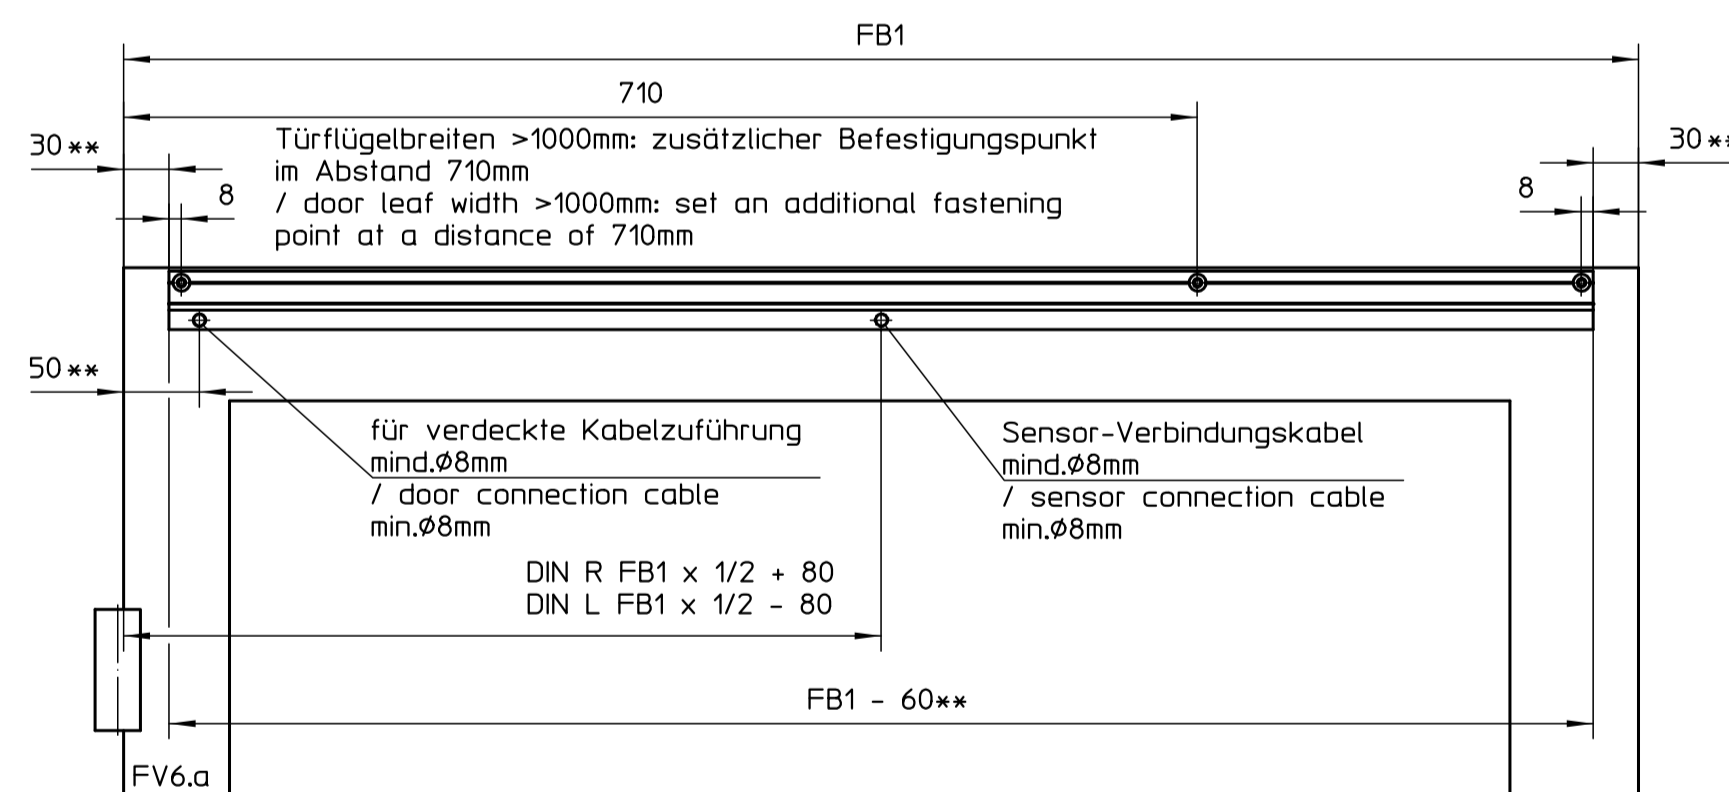 FB1
710
30**
Türflügelbreiten >1000mm: zusätzlicher Befestigungspunkt
im Abstand 710mm
/ door leaf width >1000mm: set an additional fastening
point at a distance of 710mm
8
30**
8
50**
für verdeckte Kabelzuführung
mind.Ø8mm
/ door connection cable
min.Ø8mm
Sensor-Verbindungskabel
mind.Ø8mm
/ sensor connection cable
min.Ø8mm
DIN R FB1 x 1/2 + 80
DIN L FB1 x 1/2 - 80
FB1 - 60**
FV6.a